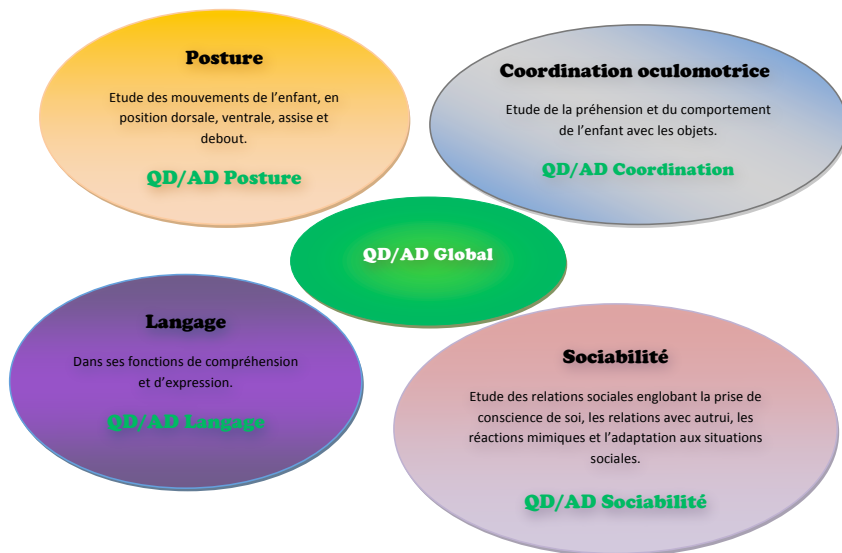 Posture
Etude des mouvements de l’enfant, en
position dorsale, ventrale, assise et
debout.
QD/AD Posture
Coordination oculomotrice
Etude de la préhension et du comportement
de l’enfant avec les objets.
QD/AD Coordination
QD/AD Global
Langage
Dans ses fonctions de compréhension
et d’expression.
QD/AD Langage
Sociabilité
Etude des relations sociales englobant la prise de
conscience de soi, les relations avec autrui, les
réactions mimiques et l’adaptation aux situations
sociales.
QD/AD Sociabilité